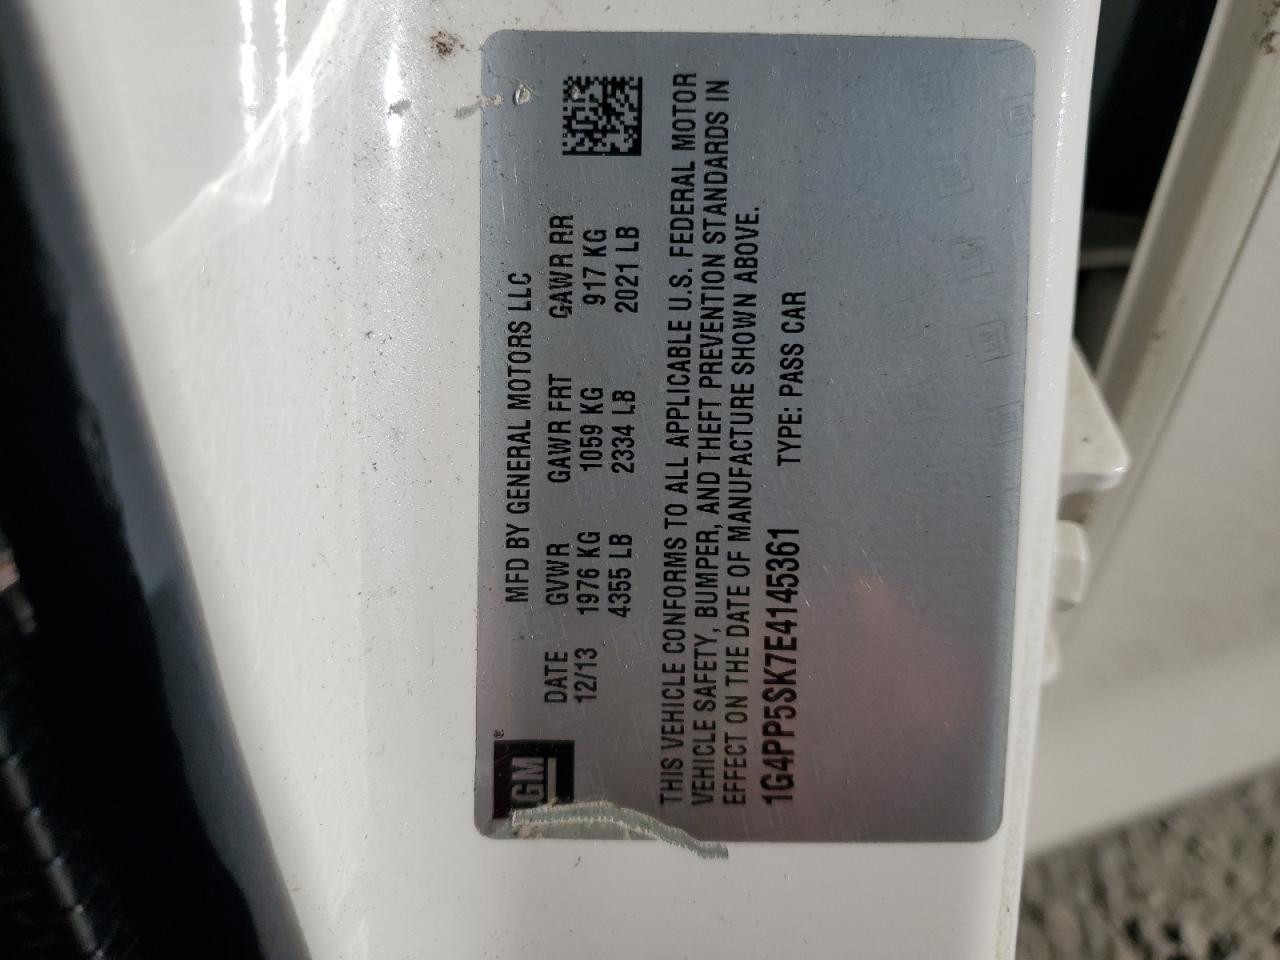 GM®
MFD BY GENERAL MOTORS LLC
DATE GVWR GAWR FRT GAWR RR
12/13 1976 KG 1059 KG 917 KG
4355 LB 2334 LB 2021 LB
THIS VEHICLE CONFORMS TO ALL APPLICABLE U.S. FEDERAL MOTOR
VEHICLE SAFETY, BUMPER, AND THEFT PREVENTION STANDARDS IN
EFFECT ON THE DATE OF MANUFACTURE SHOWN ABOVE.
1G4PP5SK7E4145361 TYPE: PASS CAR